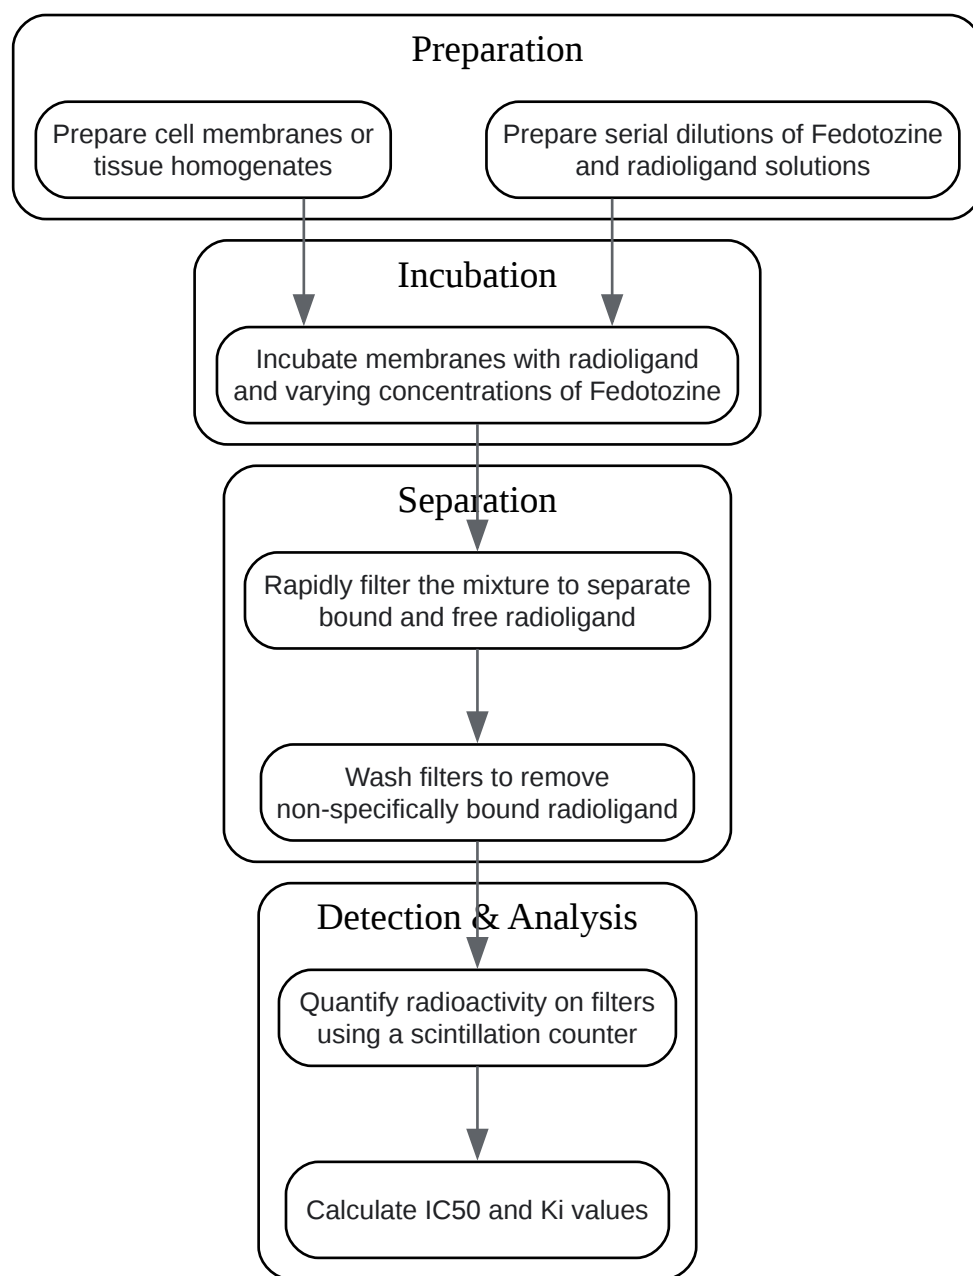 Preparation
Prepare cell membranes or
tissue homogenates
Prepare serial dilutions of Fedotozine
and radioligand solutions
Incubation
Incubate membranes with radioligand
and varying concentrations of Fedotozine
Separation
Rapidly filter the mixture to separate
bound and free radioligand
Wash filters to remove
non-specifically bound radioligand
Detection & Analysis
Quantify radioactivity on filters
using a scintillation counter
Calculate IC50 and Ki values